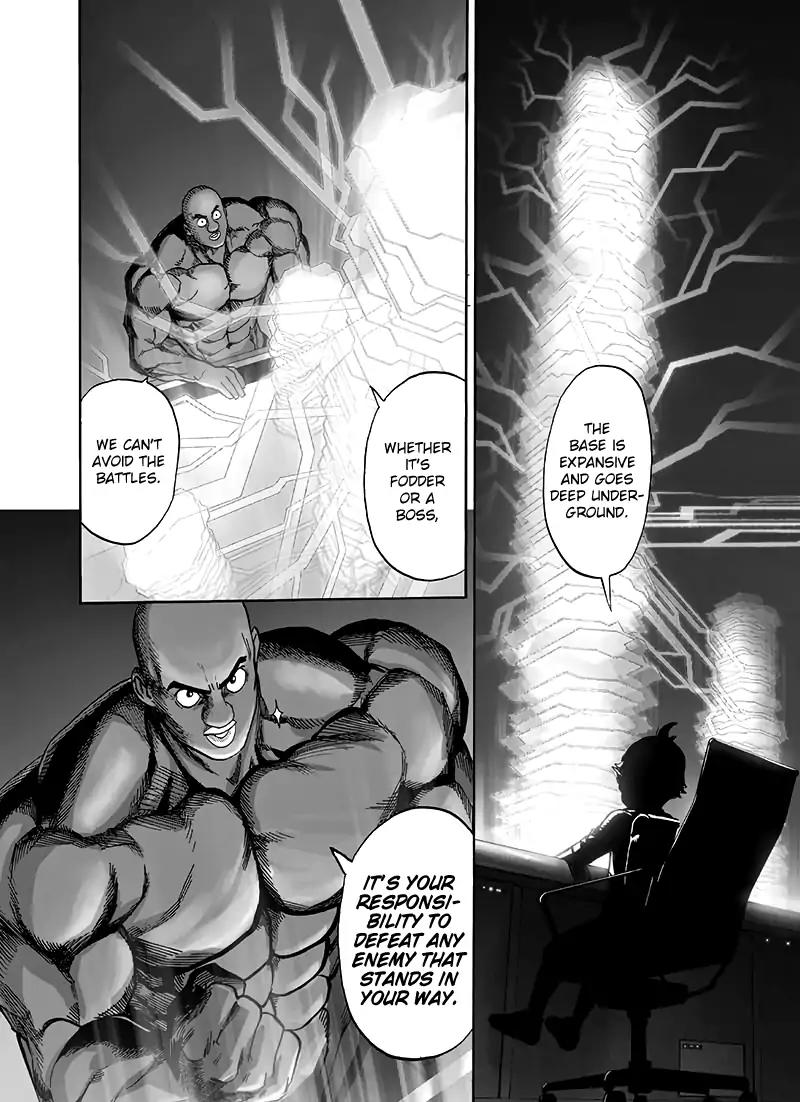 THE
BASE IS
EXPANSIVE
AND GOES
DEEP UNDER-
GROUND.
WHETHER
IT'S
FODDER
OR A
BOSS,
WE CAN'T
AVOID THE
BATTLES.
IT'S YOUR
RESPONSI-
BILITY TO
DEFEAT ANY
ENEMY THAT
STANDS IN
YOUR WAY.